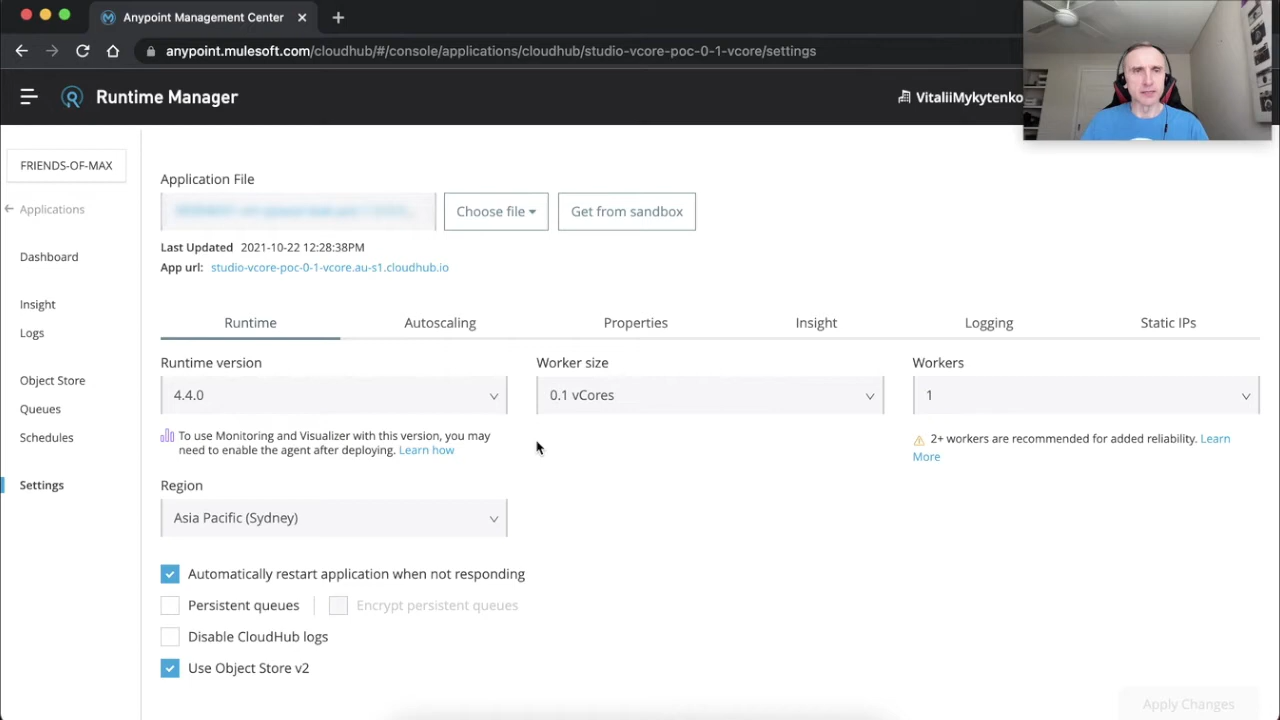 Anypoint Management Center
anypoint.mulesoft.com/cloudhub/#/console/applications/cloudhub/studio-vcore-poc-0-1-vcore/settings
Runtime Manager
VitaliiMykytenko
FRIENDS-OF-MAX
Applications
Dashboard
Insight
Logs
Object Store
Queues
Schedules
Settings
Application File
Choose file
Get from sandbox
Last Updated 2021-10-22 12:28:38PM
App url: studio-vcore-poc-0-1-vcore.au-s1.cloudhub.io
Runtime Autoscaling Properties Insight Logging Static IPs
Runtime version
4.4.0
To use Monitoring and Visualizer with this version, you may
need to enable the agent after deploying. Learn how
Worker size
0.1 vCores
Workers
1
2+ workers are recommended for added reliability. Learn
More
Region
Asia Pacific (Sydney)
Automatically restart application when not responding
Persistent queues Encrypt persistent queues
Disable CloudHub logs
Use Object Store v2
Apply Changes